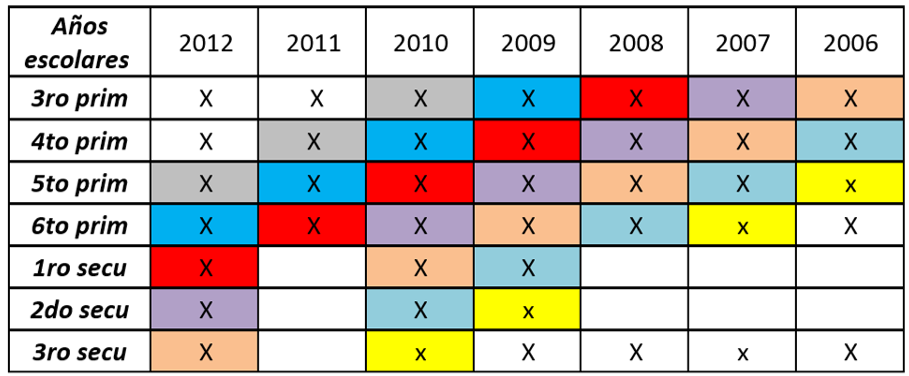 Años escolares 2012 2011 2010 2009 2008 2007 2006
3ro prim X X X X X X X
4to prim X X X X X X X
5to prim X X X X X X x
6to prim X X X X X x X
1ro secu X X X
2do secu X X x
3ro secu X x X X x X